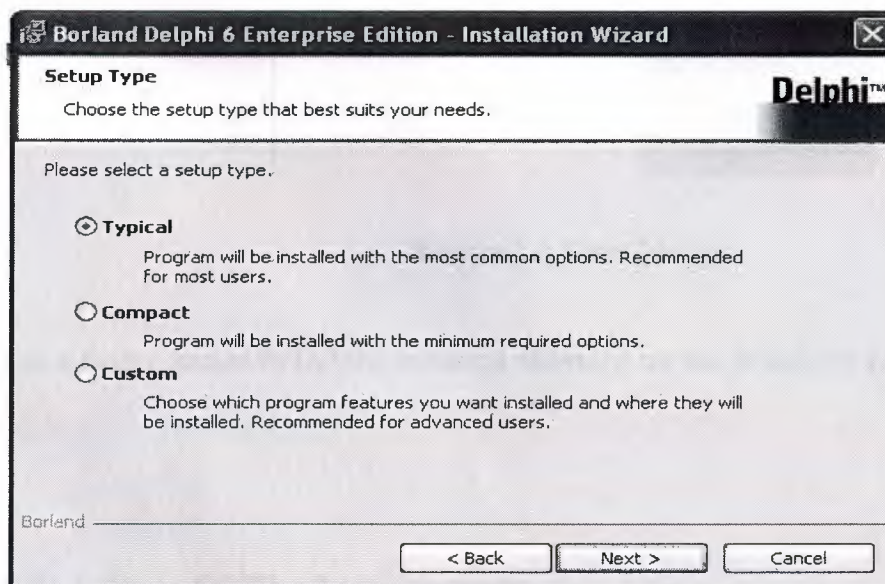 Borland Delphi 6 Enterprise Edition - Installation Wizard
Setup Type
Choose the setup type that best suits your needs.
Delphi™
Please select a setup type.
Typical
Program will be installed with the most common options. Recommended
for most users.
Compact
Program will be installed with the minimum required options.
Custom
Choose which program features you want installed and where they will
be installed. Recommended for advanced users.
Borland
< Back
Next >
Cancel